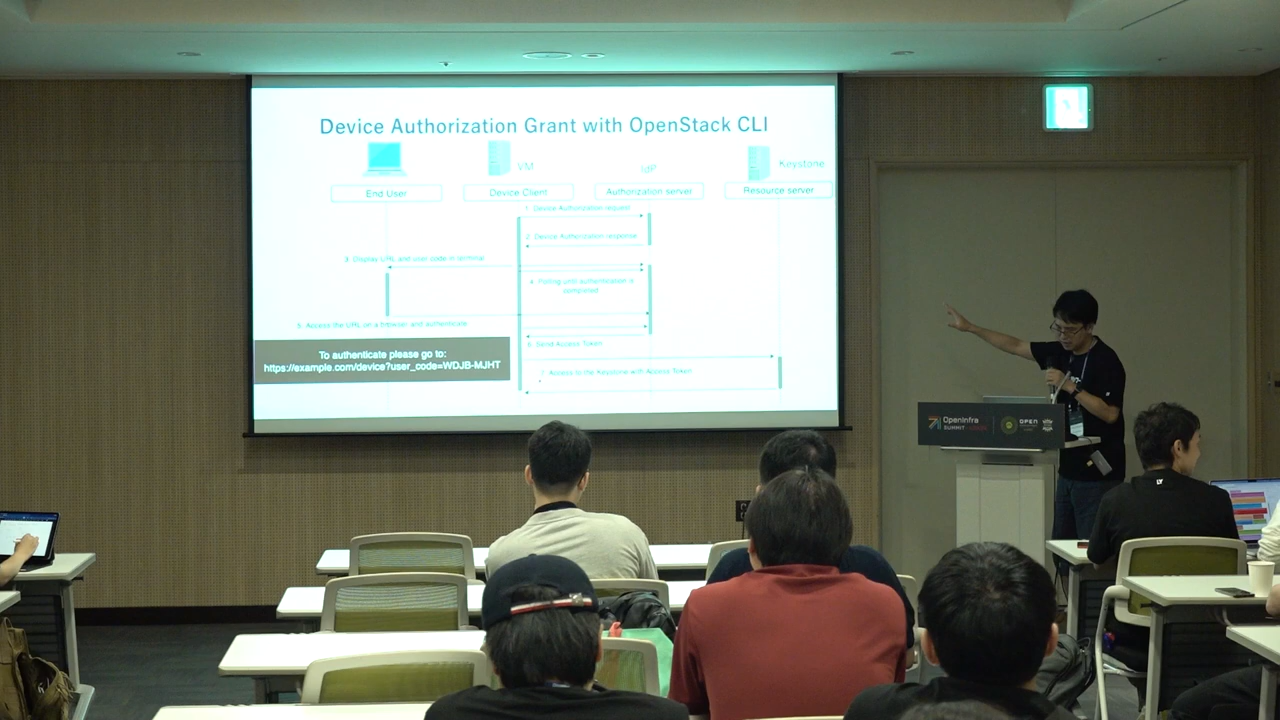 Device Authorization Grant with OpenStack CLI
VM
IdP
Keystone
End User
Device Client
Authorization server
Resource server
1. Device Authorization request
2. Device Authorization response
3. Display URL and user code in terminal
4. Polling until authentication is
completed
5. Access the URL on a browser and authenticate
6. Send Access Token
7. Access to the Keystone with Access Token
To authenticate please go to:
https://example.com/device?user_code=WDJB-MJHT
OpenInfra
SUMMIT
OPEN